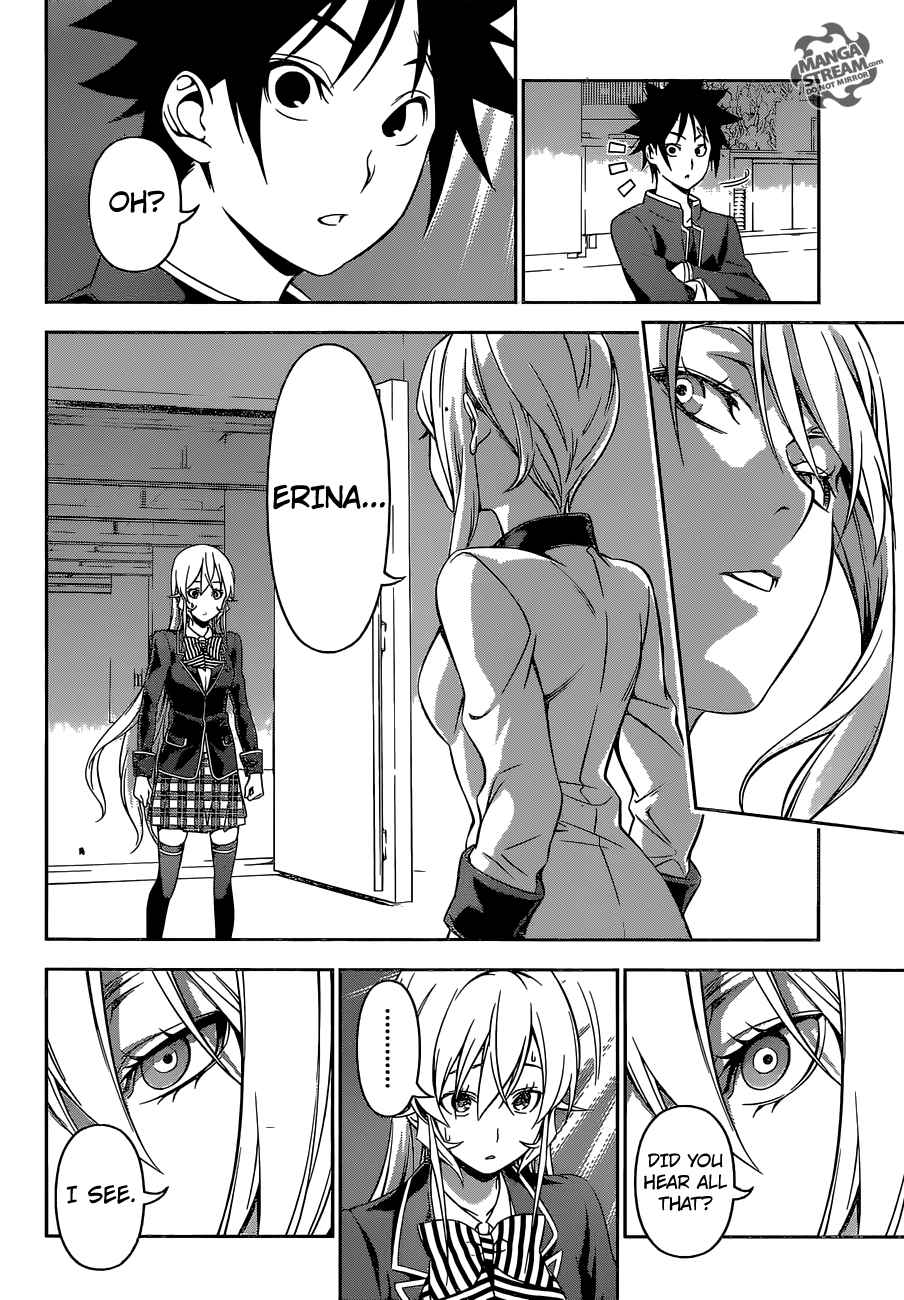 MANGA
STREAM.com
DO NOT MIRROR
OH?
ERINA...
DID YOU
HEAR ALL
THAT?
..........
I SEE.